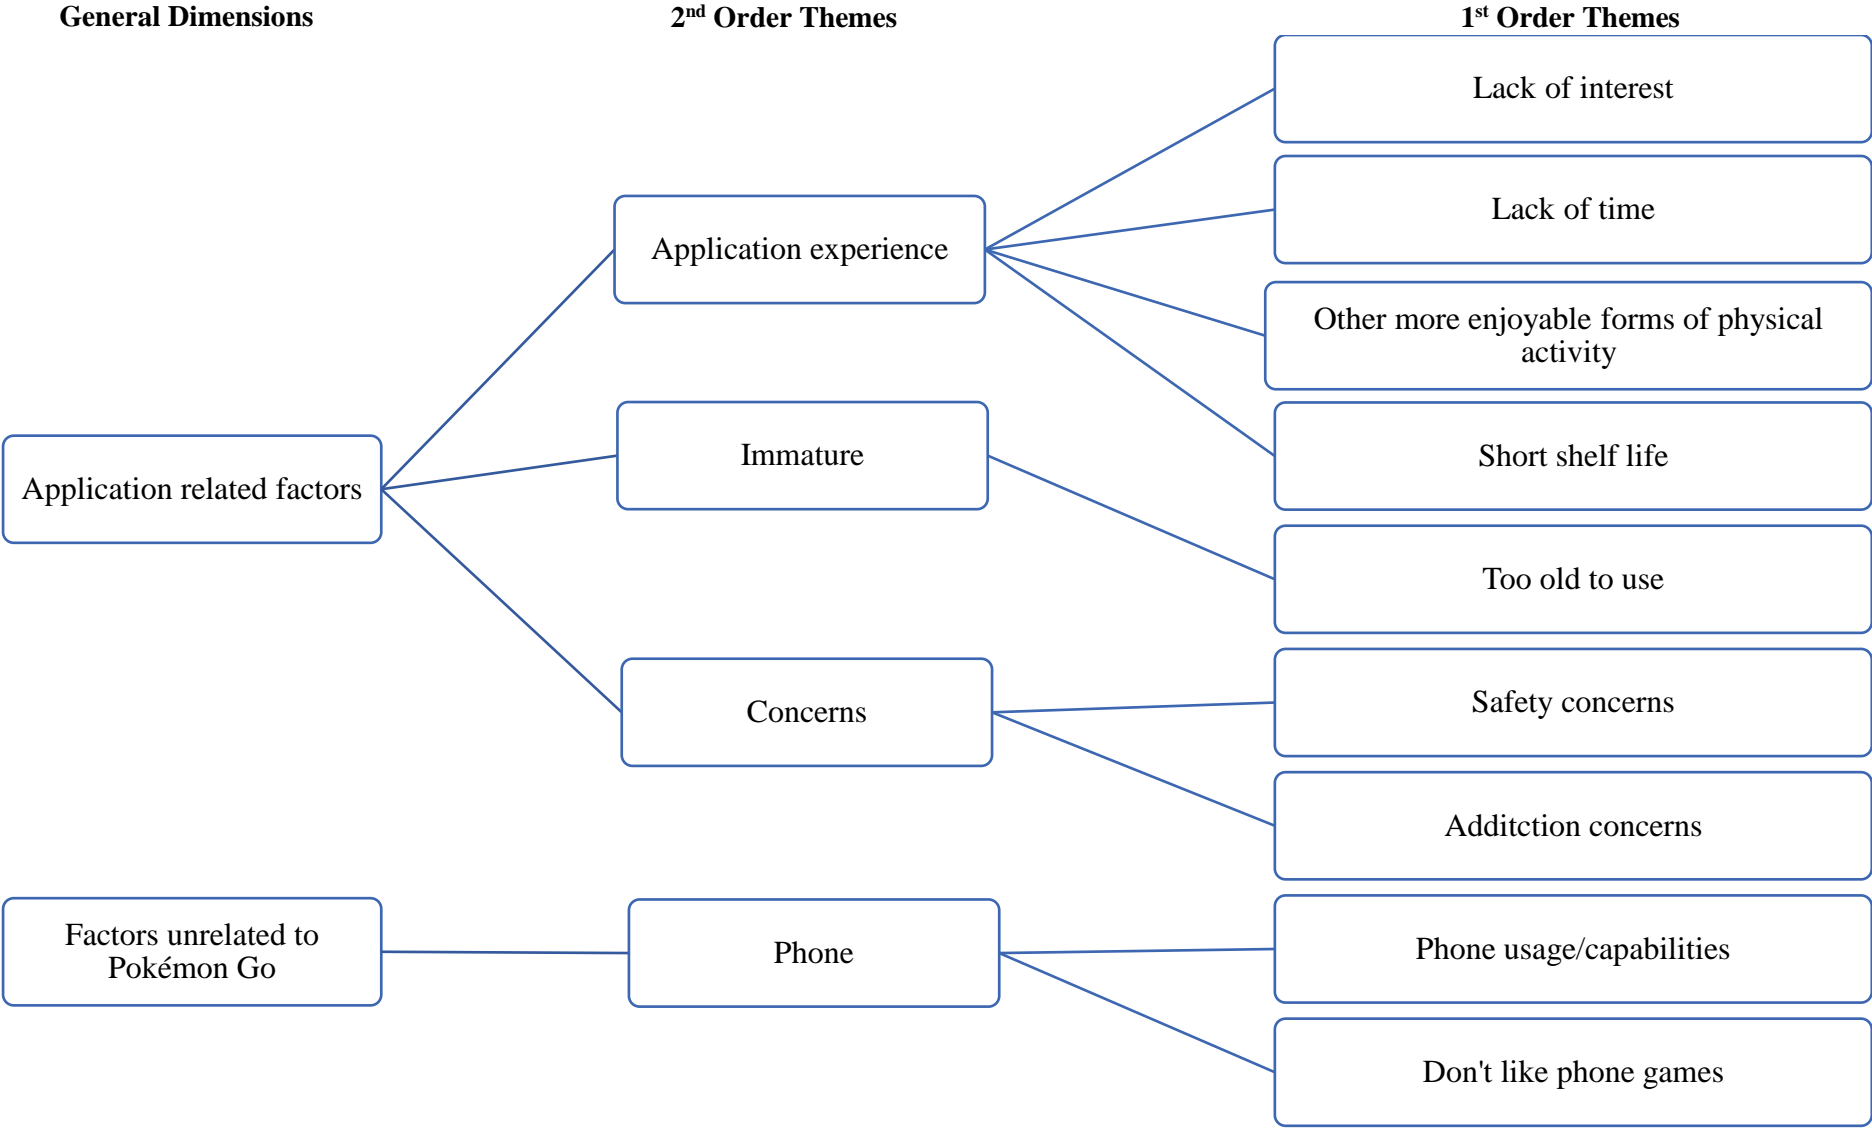 General Dimensions
2nd Order Themes
1st Order Themes
Lack of interest
Lack of time
Application experience
Other more enjoyable forms of physical
activity
Immature
Short shelf life
Application related factors
Too old to use
Safety concerns
Concerns
Additction concerns
Factors unrelated to
Pokémon Go
Phone
Phone usage/capabilities
Don't like phone games